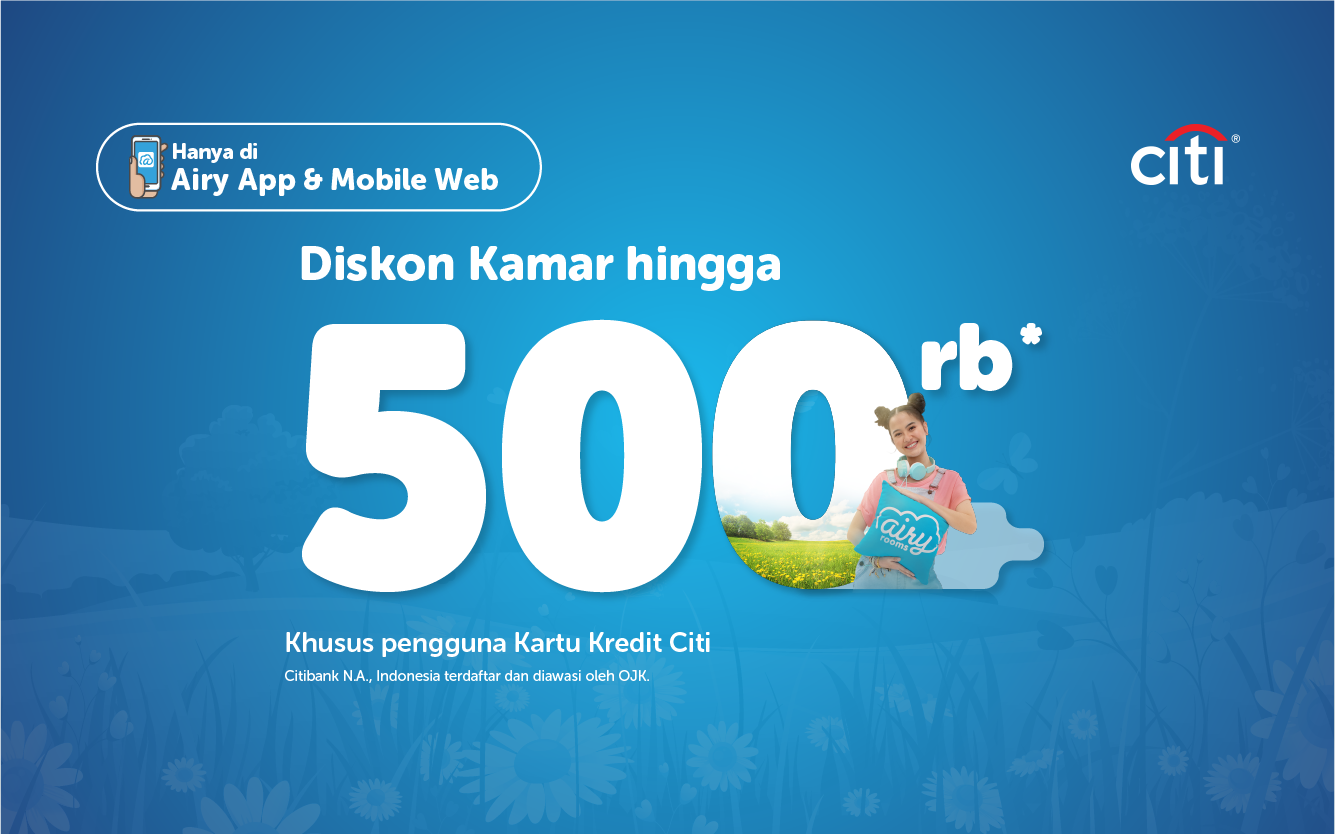 Hanya di
Airy App & Mobile Web
citi®
Diskon Kamar hingga
500rb*
airy
rooms
Khusus pengguna Kartu Kredit Citi
Citibank N.A., Indonesia terdaftar dan diawasi oleh OJK.